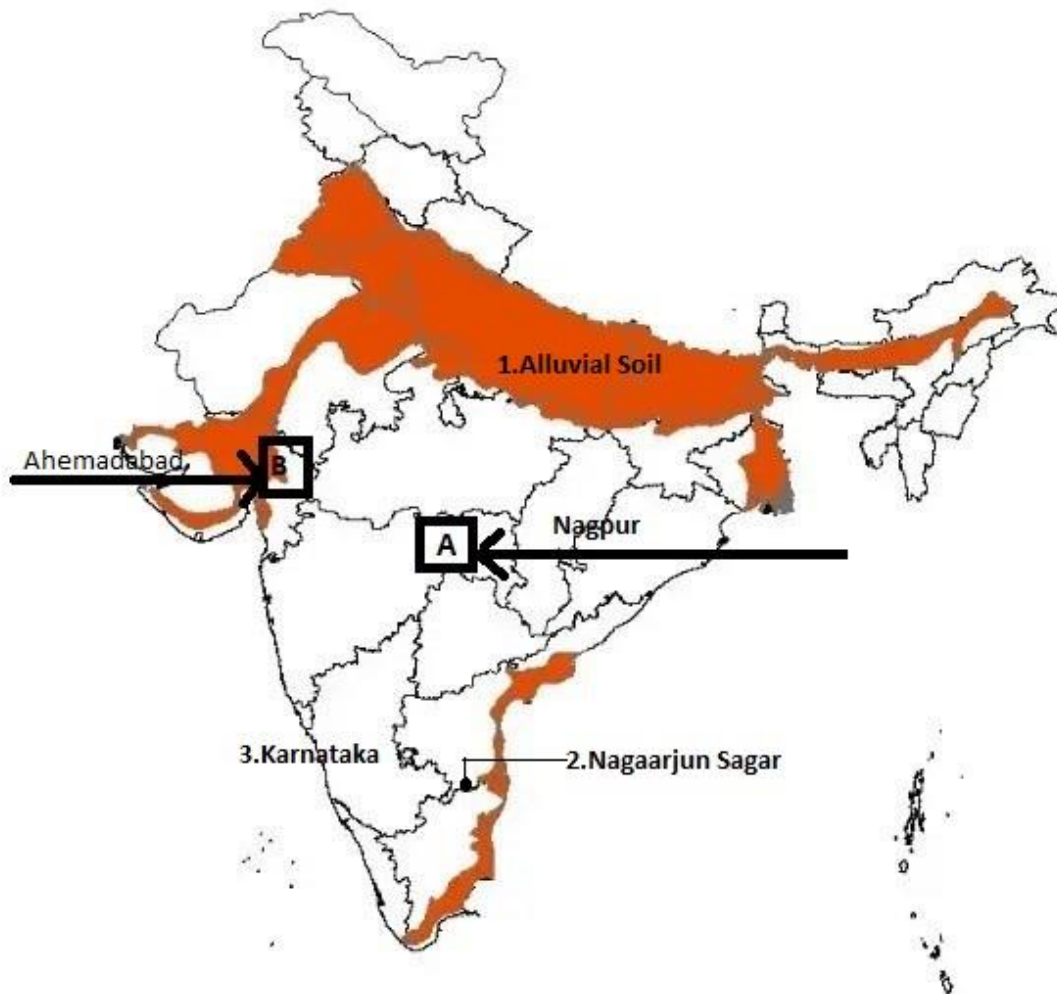 1.Alluvial Soil
Ahemadabad
B
Nagpur
A
3.Karnataka
2.Nagaarjun Sagar